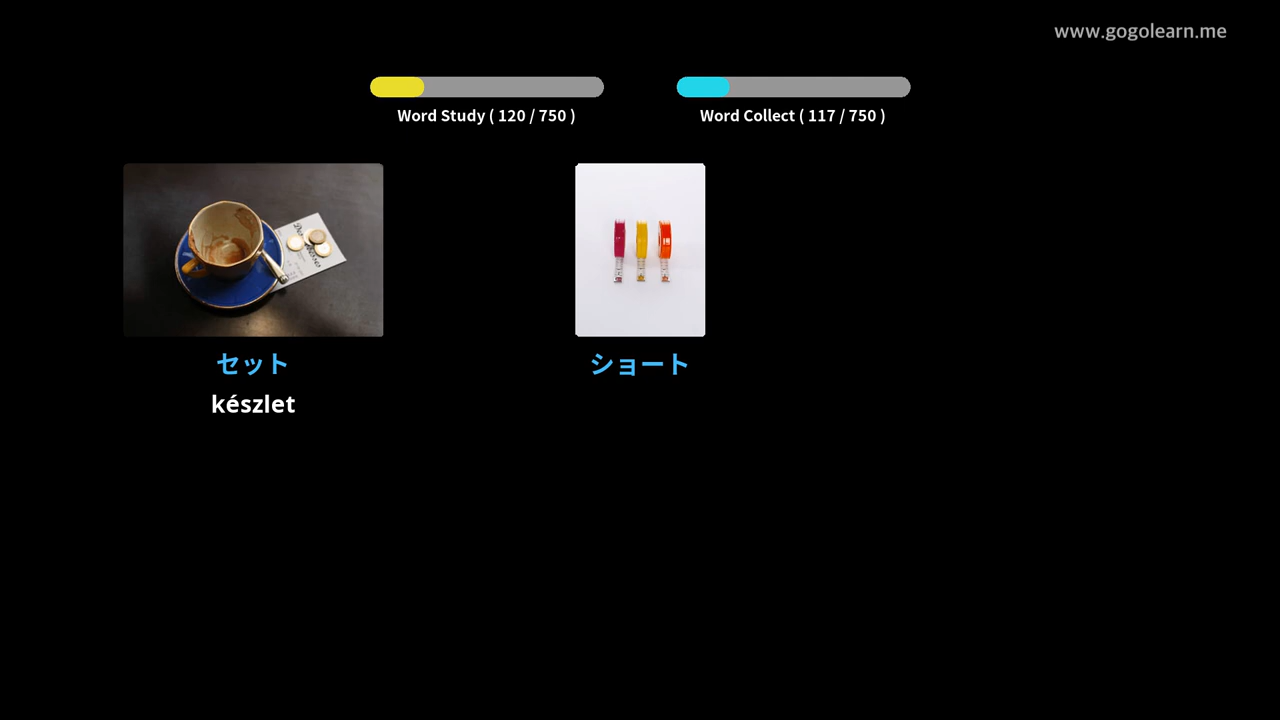 www.gogolearn.me
Word Study ( 120 / 750 )
Word Collect ( 117 / 750 )
セット
ショート
készlet